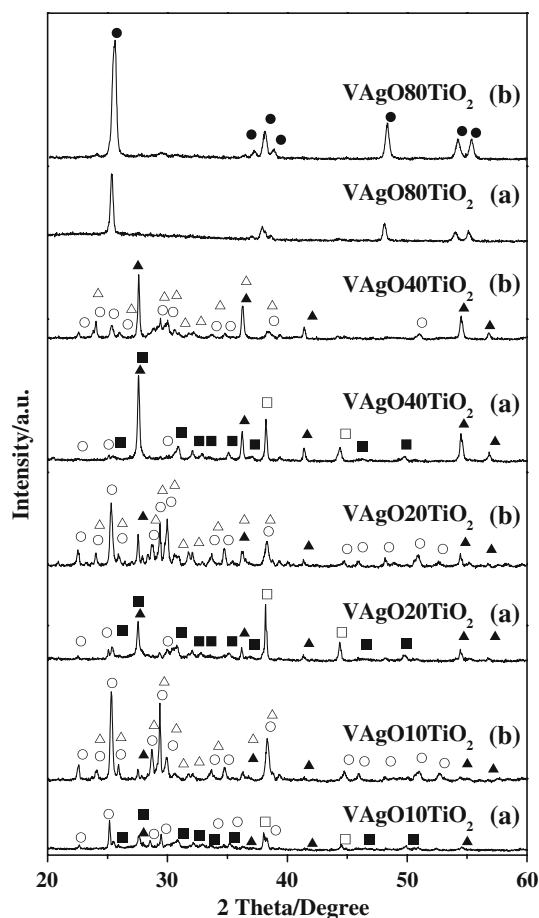 VAgO80TiO₂ (b)
VAgO80TiO₂ (a)
VAgO40TiO₂ (b)
VAgO40TiO₂ (a)
VAgO20TiO₂ (b)
VAgO20TiO₂ (a)
VAgO10TiO₂ (b)
VAgO10TiO₂ (a)
Intensity/a.u.
20 30 40 50 60
2 Theta/Degree